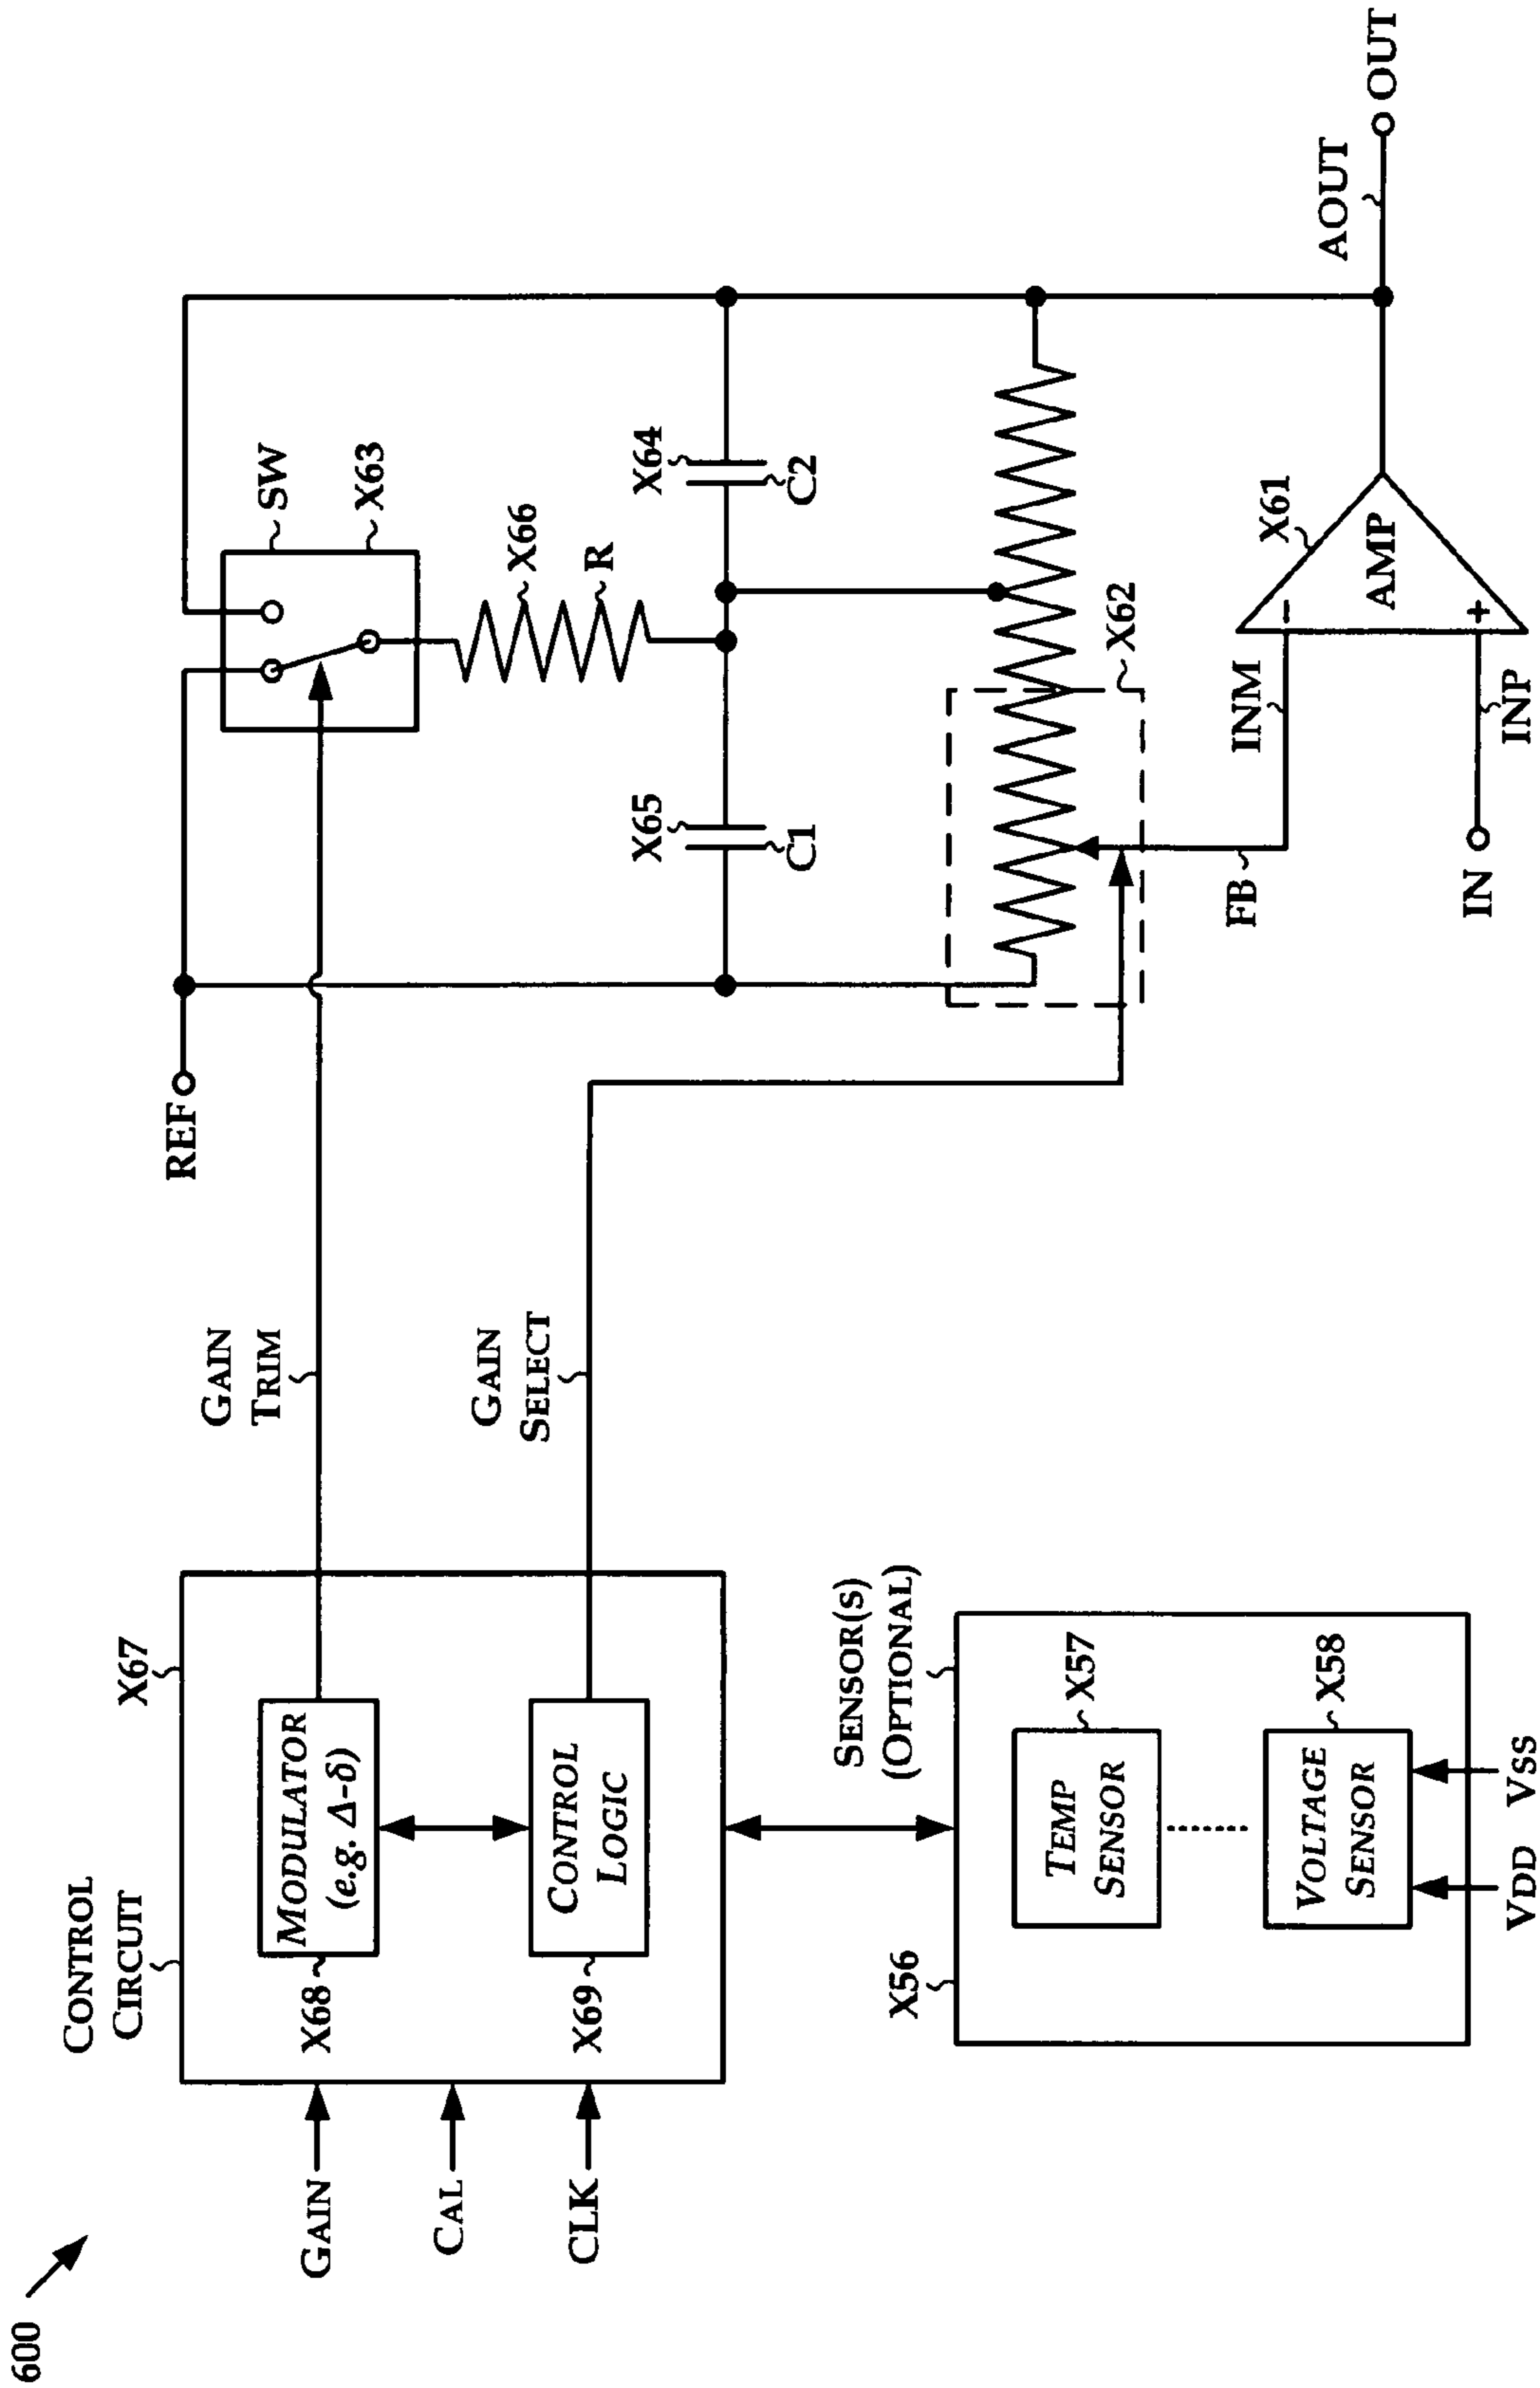 600
CONTROL
CIRCUIT
X67
GAIN
CAL
CLK
X68
MODULATOR
(e.g. Δ-δ)
X69
CONTROL
LOGIC
GAIN
TRIM
GAIN
SELECT
REF
SW
X63
X66
R
X65
C1
X64
C2
X62
FB
INM
INP
IN
X61
AMP
-
+
AOUT
OUT
SENSOR(S)
(OPTIONAL)
X56
X57
TEMP
SENSOR
X58
VOLTAGE
SENSOR
VDD
VSS